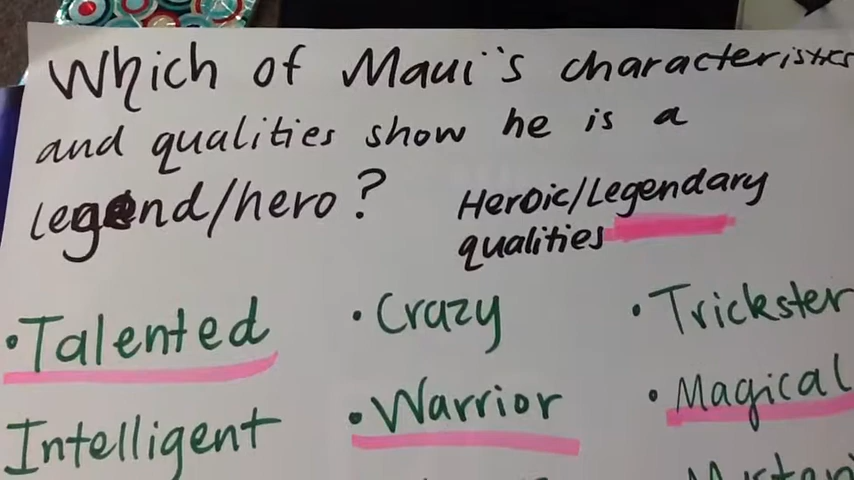 Which of Maui's characteristics
and qualities show he is a
legend/hero?
Heroic/Legendary
qualities
• Talented
• Crazy
• Trickster
Intelligent
• Warrior
• Magical